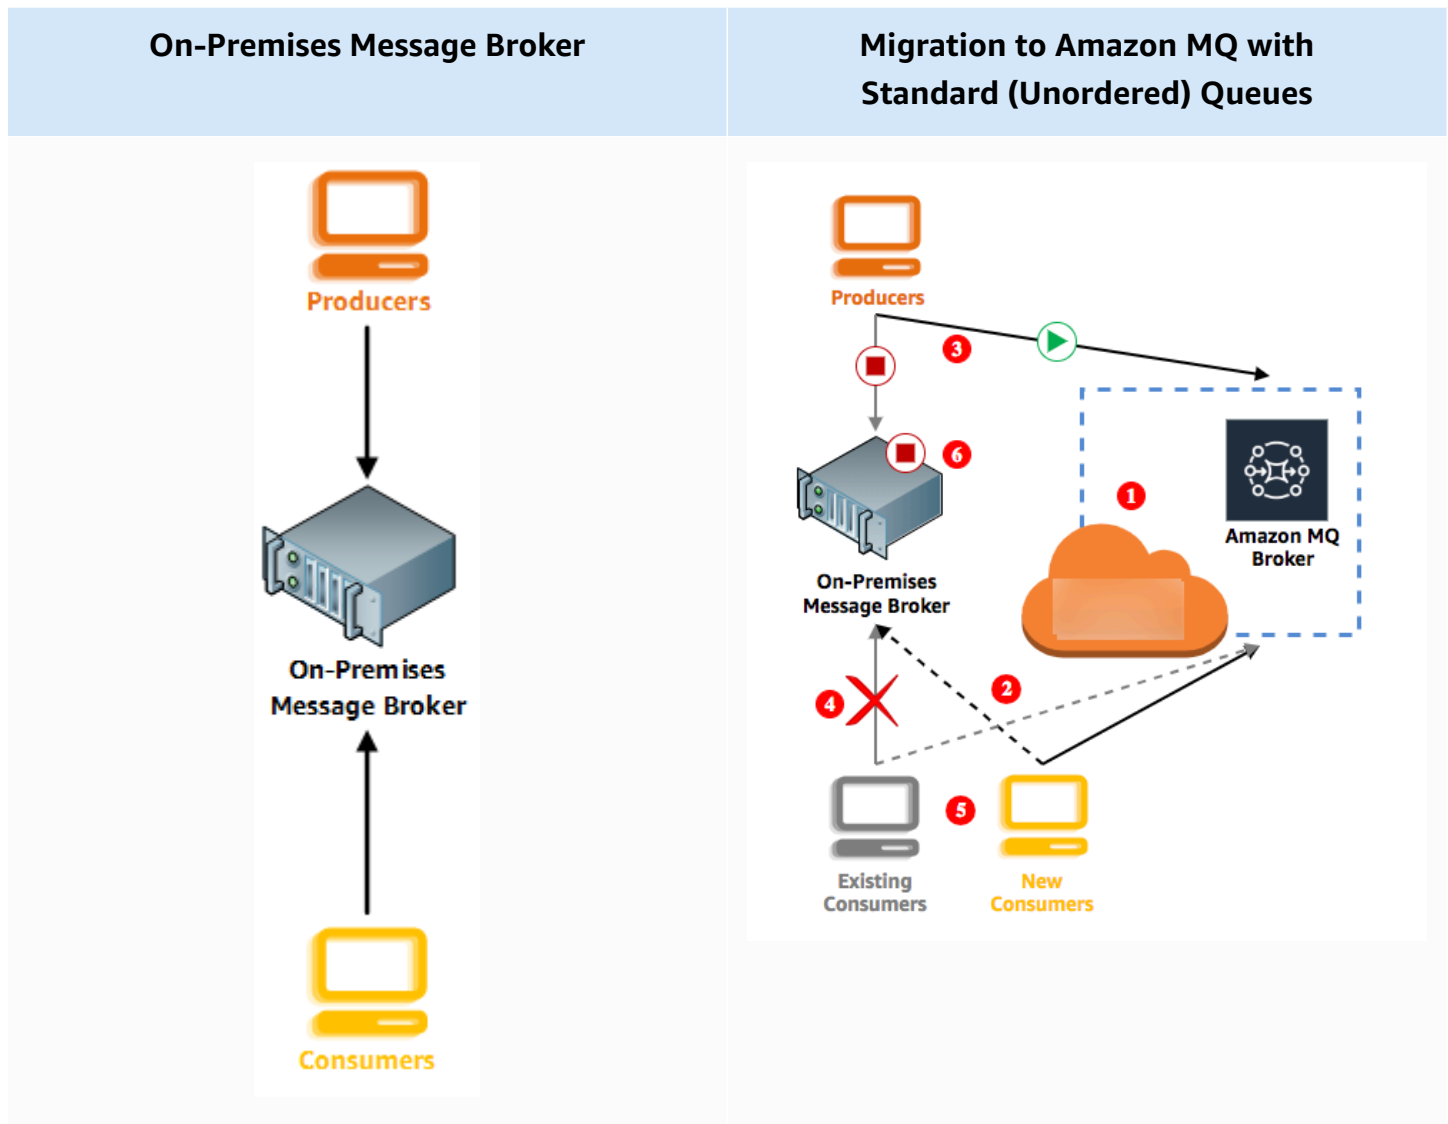 On-Premises Message Broker
Migration to Amazon MQ with
Standard (Unordered) Queues
Producers
On-Premises
Message Broker
Consumers
Producers
3
6
1
Amazon MQ
Broker
On-Premises
Message Broker
2
4
5
Existing
Consumers
New
Consumers